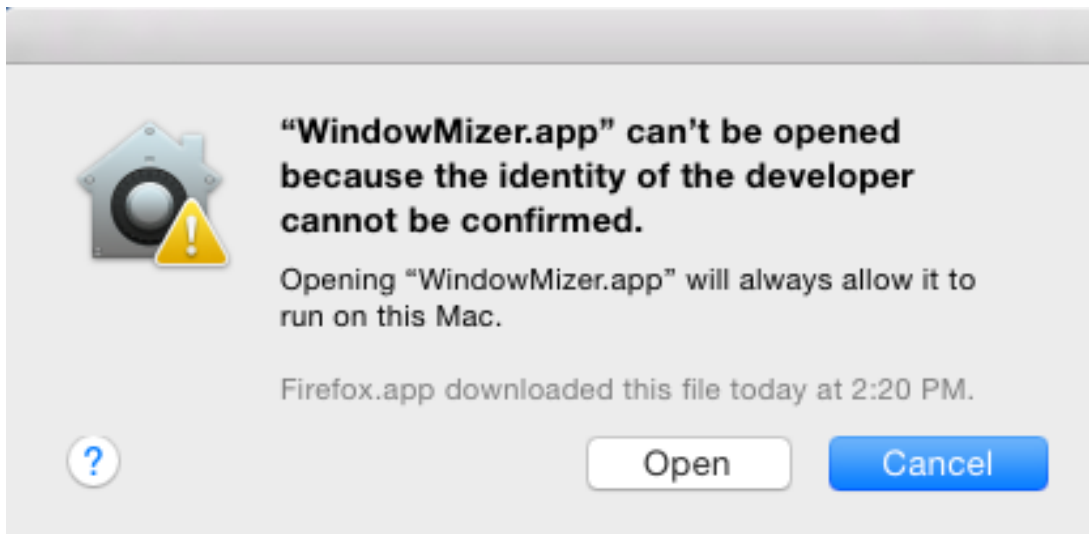 “WindowMizer.app” can’t be opened
because the identity of the developer
cannot be confirmed.
Opening “WindowMizer.app” will always allow it to
run on this Mac.
Firefox.app downloaded this file today at 2:20 PM.
?
Open
Cancel